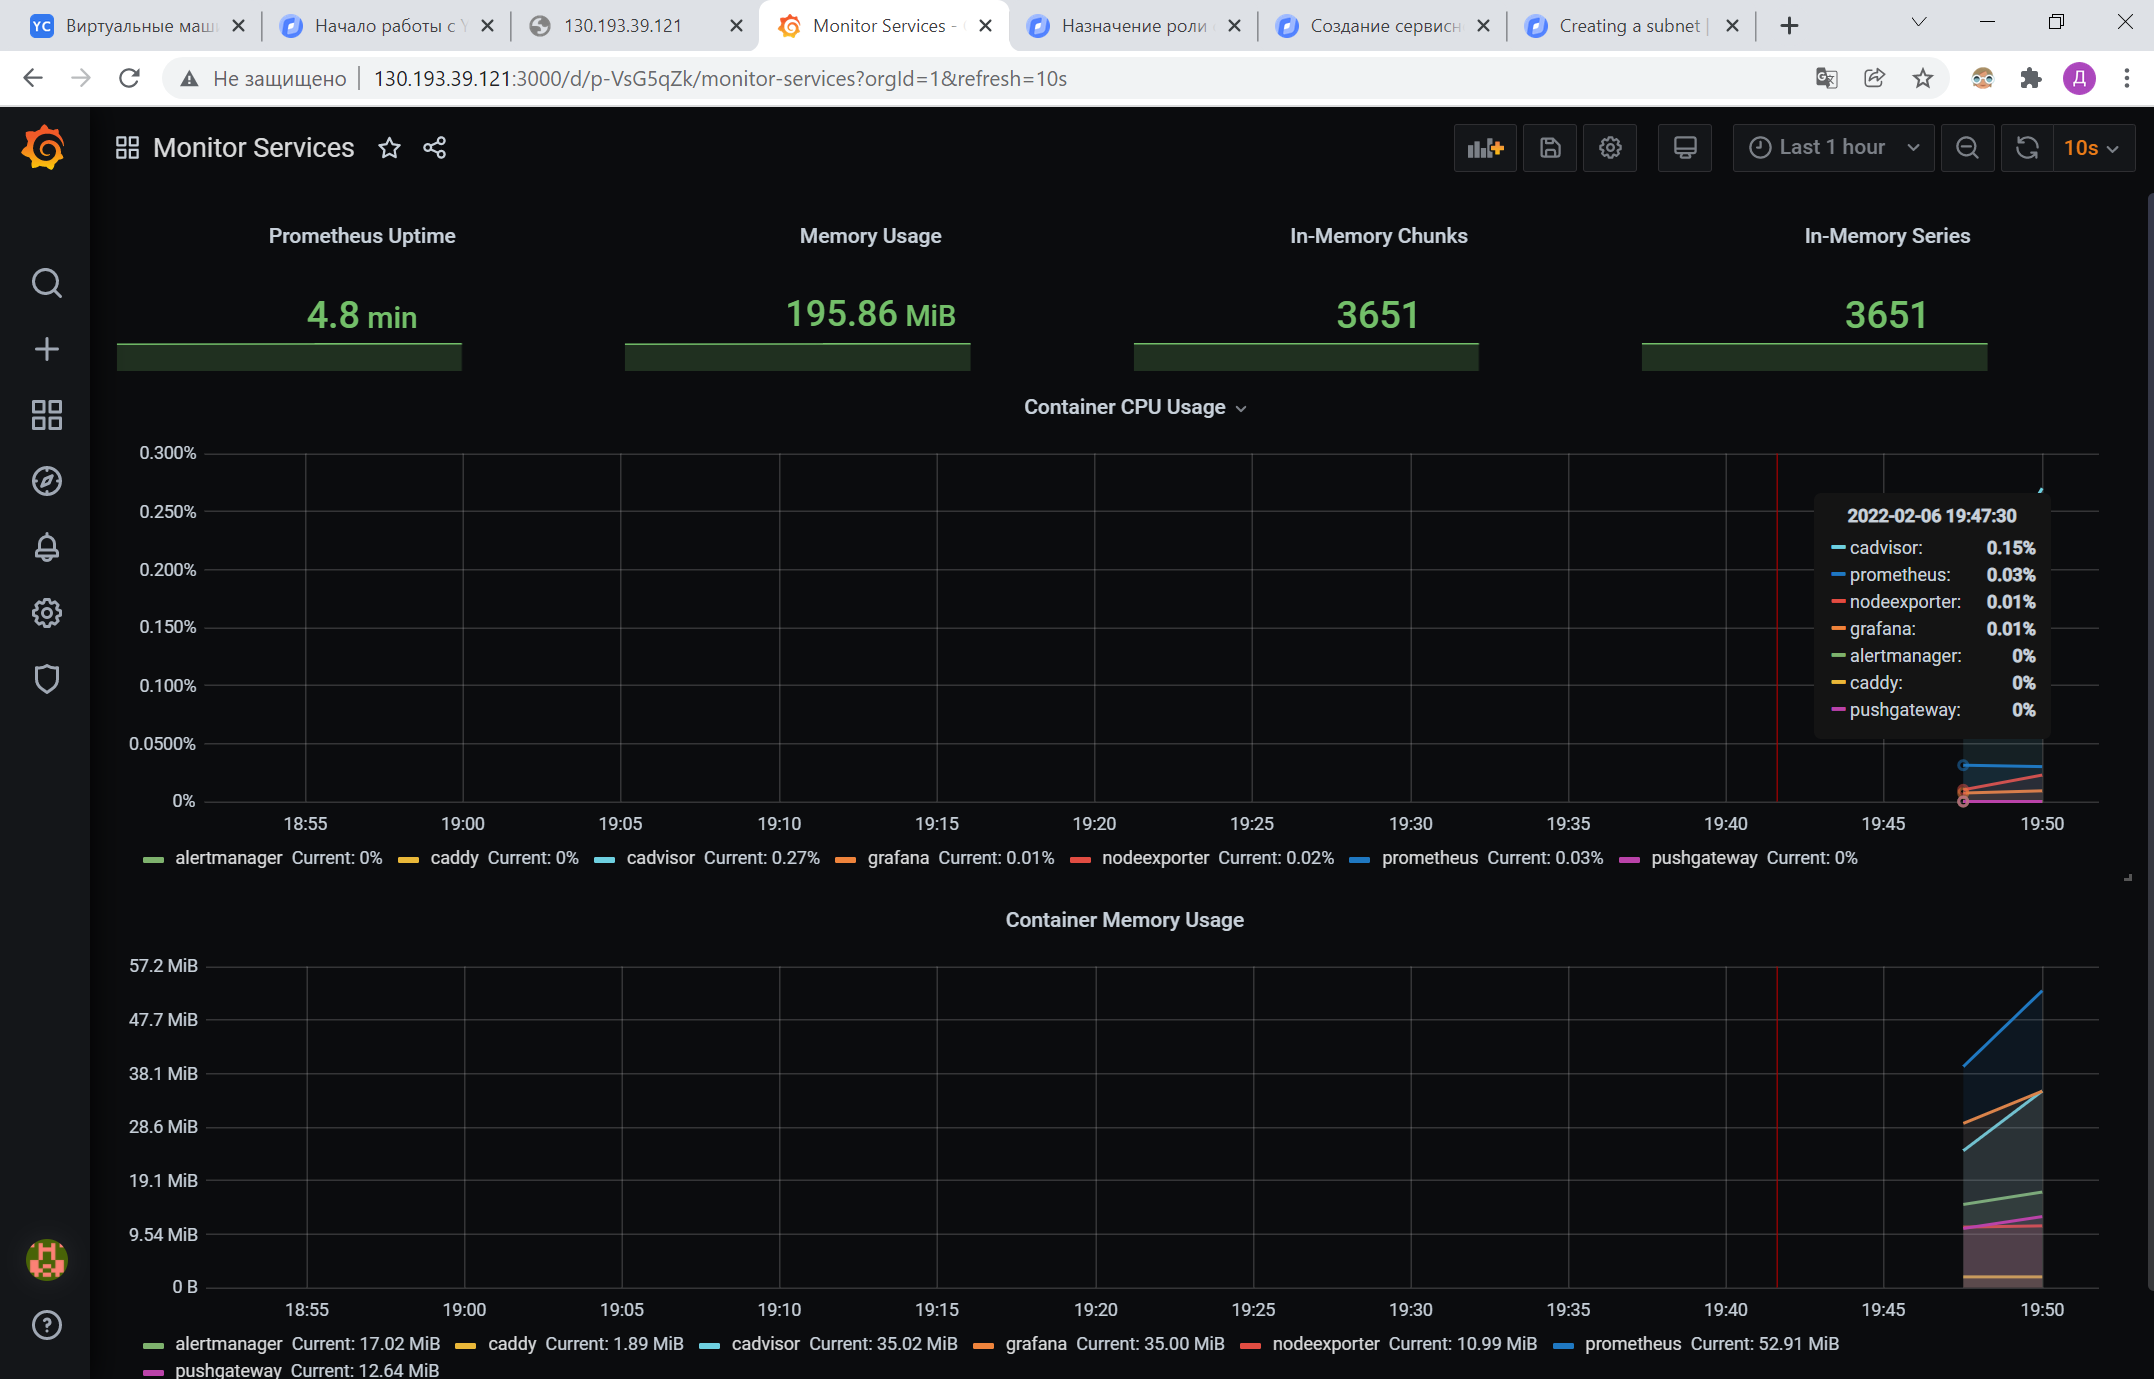 YC Виртуальные маш
Начало работы с Y
130.193.39.121
Monitor Services -
Назначение роли
Создание сервисн
Creating a subnet |
Не защищено | 130.193.39.121:3000/d/p-VsG5qZk/monitor-services?orgId=1&refresh=10s
Д
Monitor Services
Last 1 hour
10s
Prometheus Uptime
Memory Usage
In-Memory Chunks
In-Memory Series
4.8 min
195.86 MiB
3651
3651
Container CPU Usage
0.300%
0.250%
0.200%
0.150%
0.100%
0.0500%
0%
2022-02-06 19:47:30
cadvisor: 0.15%
prometheus: 0.03%
nodeexporter: 0.01%
grafana: 0.01%
alertmanager: 0%
caddy: 0%
pushgateway: 0%
18:55 19:00 19:05 19:10 19:15 19:20 19:25 19:30 19:35 19:40 19:45 19:50
alertmanager Current: 0% caddy Current: 0% cadvisor Current: 0.27% grafana Current: 0.01% nodeexporter Current: 0.02% prometheus Current: 0.03% pushgateway Current: 0%
Container Memory Usage
57.2 MiB
47.7 MiB
38.1 MiB
28.6 MiB
19.1 MiB
9.54 MiB
0 B
18:55 19:00 19:05 19:10 19:15 19:20 19:25 19:30 19:35 19:40 19:45 19:50
alertmanager Current: 17.02 MiB caddy Current: 1.89 MiB cadvisor Current: 35.02 MiB grafana Current: 35.00 MiB nodeexporter Current: 10.99 MiB prometheus Current: 52.91 MiB
pushgateway Current: 12.64 MiB